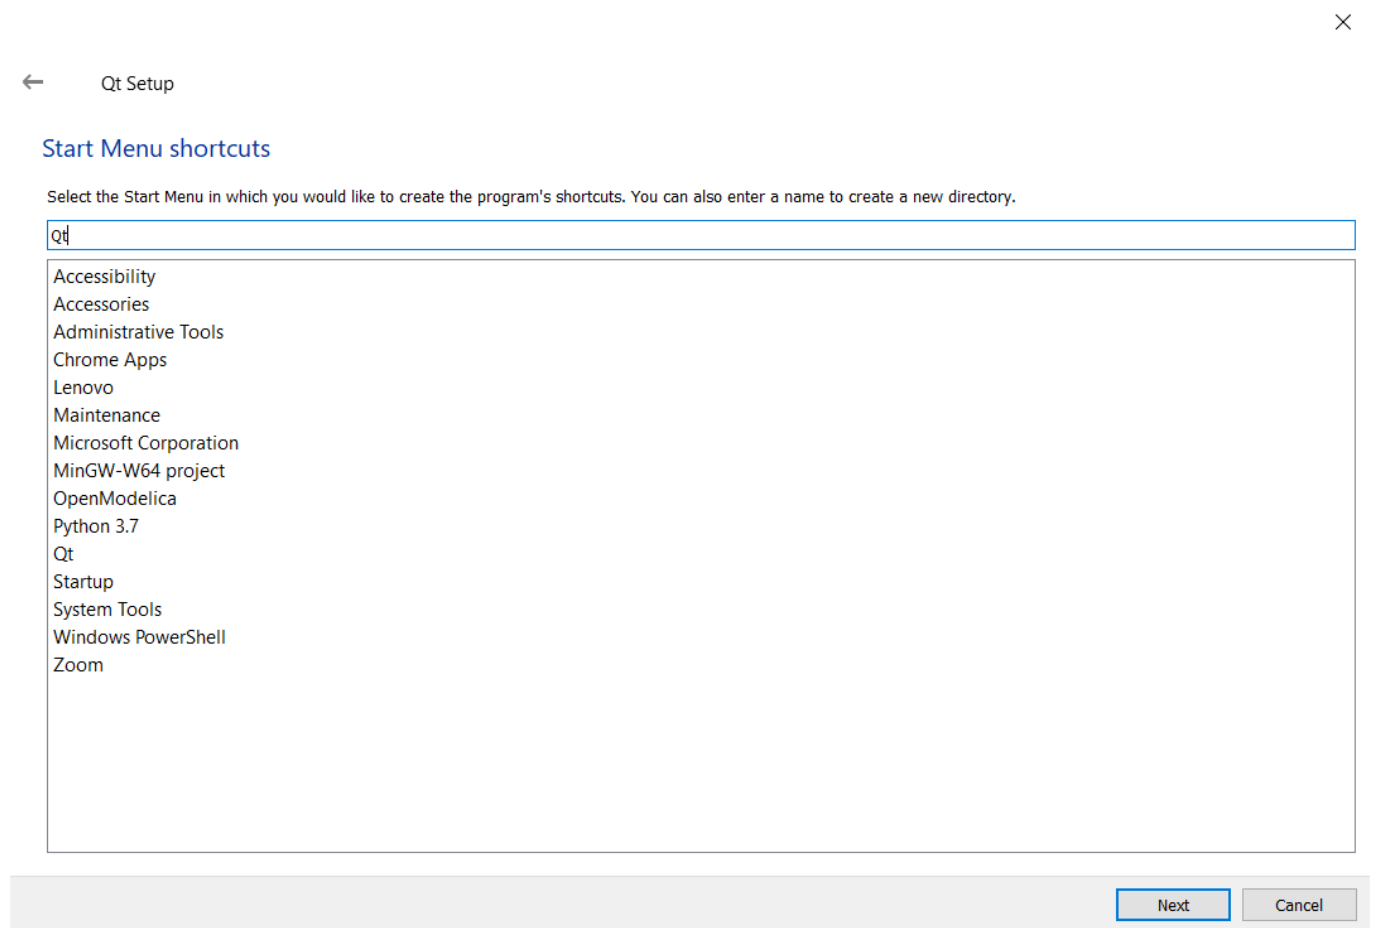 Qt Setup
Start Menu shortcuts
Select the Start Menu in which you would like to create the program's shortcuts. You can also enter a name to create a new directory.
Qt
Accessibility
Accessories
Administrative Tools
Chrome Apps
Lenovo
Maintenance
Microsoft Corporation
MinGW-W64 project
OpenModelica
Python 3.7
Qt
Startup
System Tools
Windows PowerShell
Zoom
Next Cancel